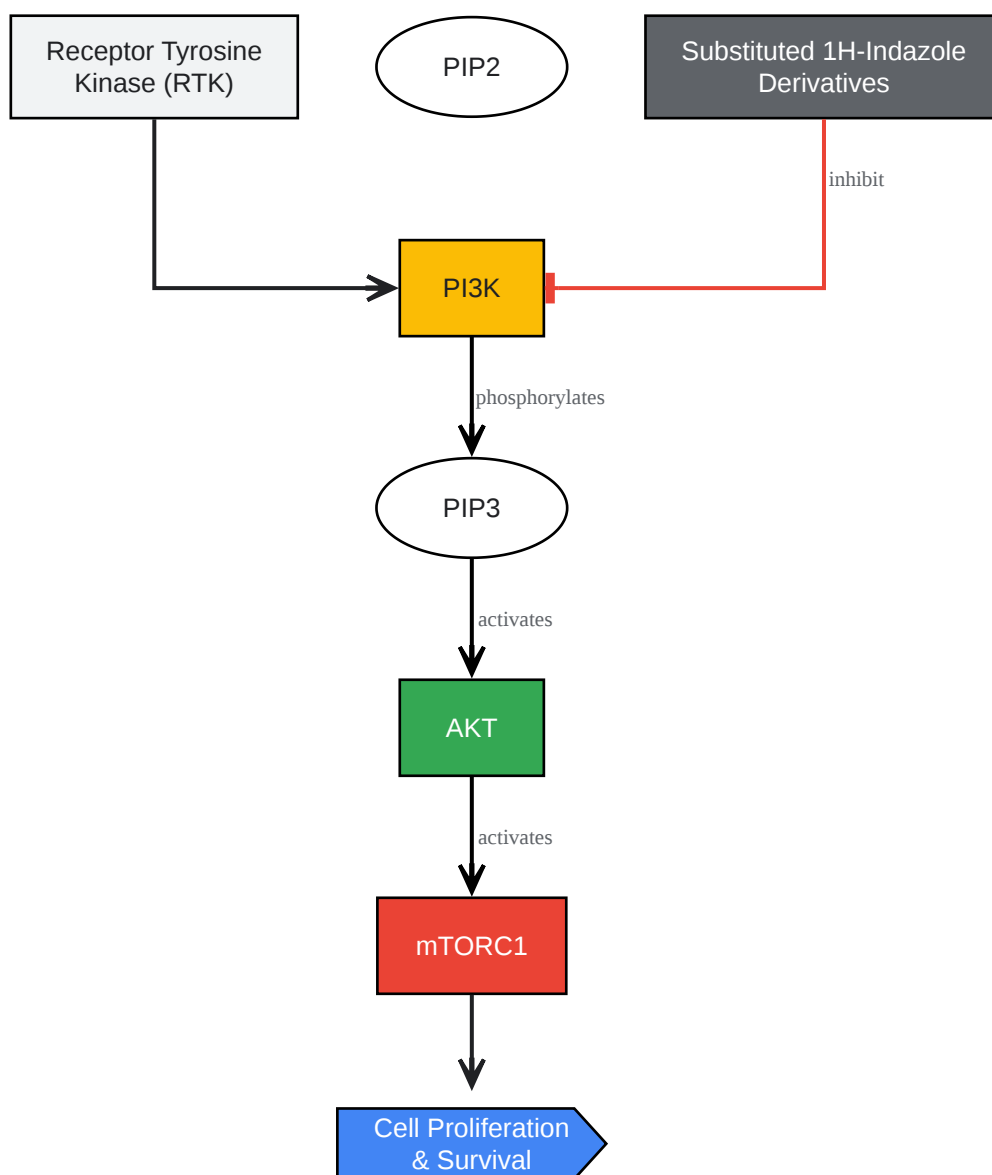 Receptor Tyrosine
Kinase (RTK)
PIP2
Substituted 1H-Indazole
Derivatives
inhibit
PI3K
phosphorylates
PIP3
activates
AKT
activates
mTORC1
Cell Proliferation
& Survival